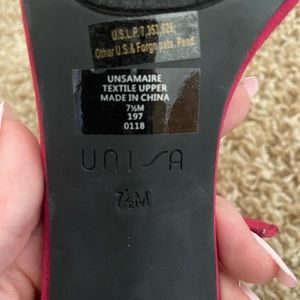 U.S.L.P. 7,353,626;
Other U.S.& Forgn pats. Pend.
UNSAMAIRE
TEXTILE UPPER
MADE IN CHINA
7½M
197
0118
UNISA
7½M